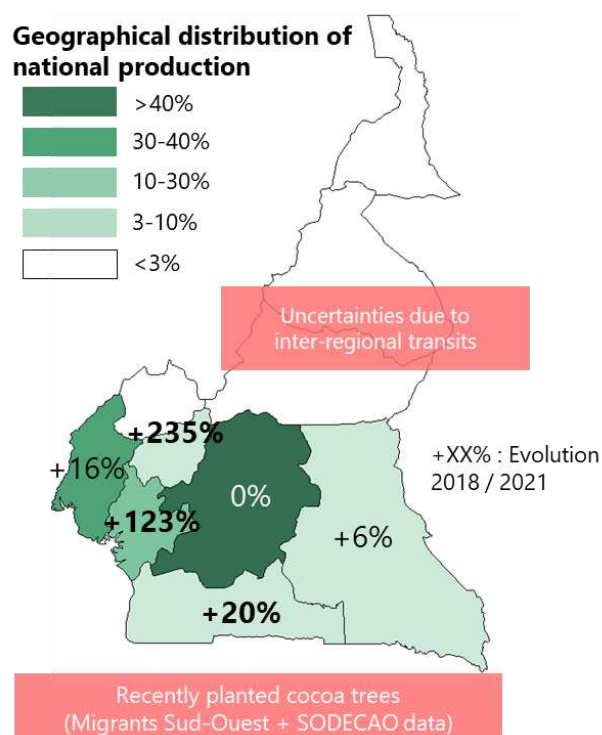 Geographical distribution of
national production
>40%
30-40%
10-30%
3-10%
<3%
Uncertainties due to
inter-regional transits
+235%
+16%
+XX% : Evolution
2018 / 2021
0%
+123%
+6%
+20%
Recently planted cocoa trees
(Migrants Sud-Ouest + SODECAO data)